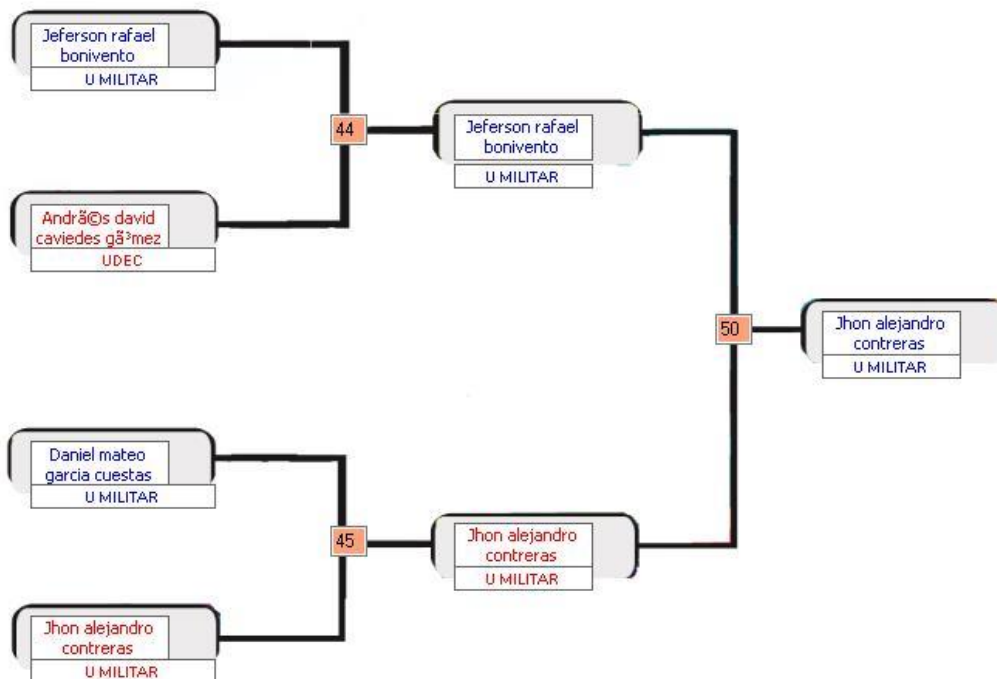 Jeferson rafael
bonivento
U MILITAR
44
Andrã©s david
caviedes gã³mez
UDEC
Jeferson rafael
bonivento
U MILITAR
50
Jhon alejandro
contreras
U MILITAR
Daniel mateo
garcia cuestas
U MILITAR
45
Jhon alejandro
contreras
U MILITAR
Jhon alejandro
contreras
U MILITAR